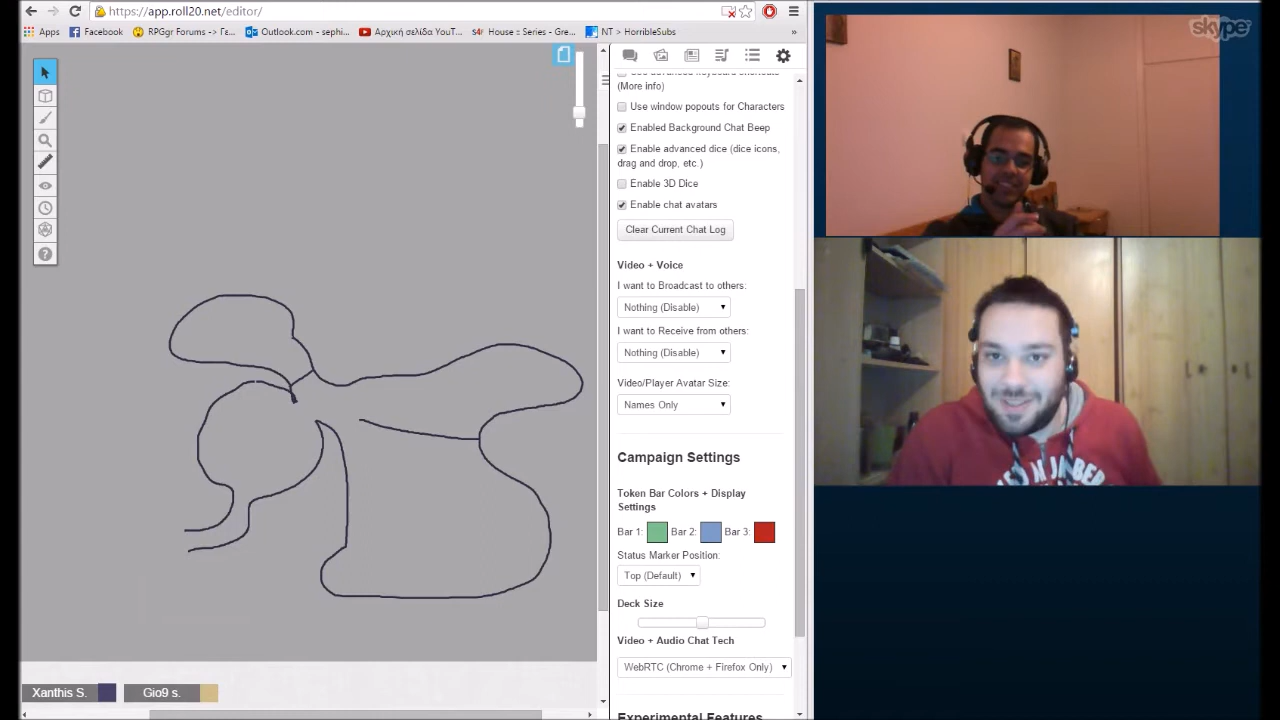 https://app.roll20.net/editor/
Apps
Facebook
RPGgr Forums -> Γε...
Outlook.com - sephi...
Αρχική σελίδα YouT...
House :: Series - Gre...
NT > HorribleSubs
»
(More info)
Use window popouts for Characters
Enabled Background Chat Beep
Enable advanced dice (dice icons,
drag and drop, etc.)
Enable 3D Dice
Enable chat avatars
Clear Current Chat Log
Video + Voice
I want to Broadcast to others:
Nothing (Disable)
I want to Receive from others:
Nothing (Disable)
Video/Player Avatar Size:
Names Only
Campaign Settings
Token Bar Colors + Display
Settings
Bar 1: Bar 2: Bar 3:
Status Marker Position:
Top (Default)
Deck Size
Video + Audio Chat Tech
WebRTC (Chrome + Firefox Only)
Experimental Features
Xanthis S.
Gio9 s.
skype